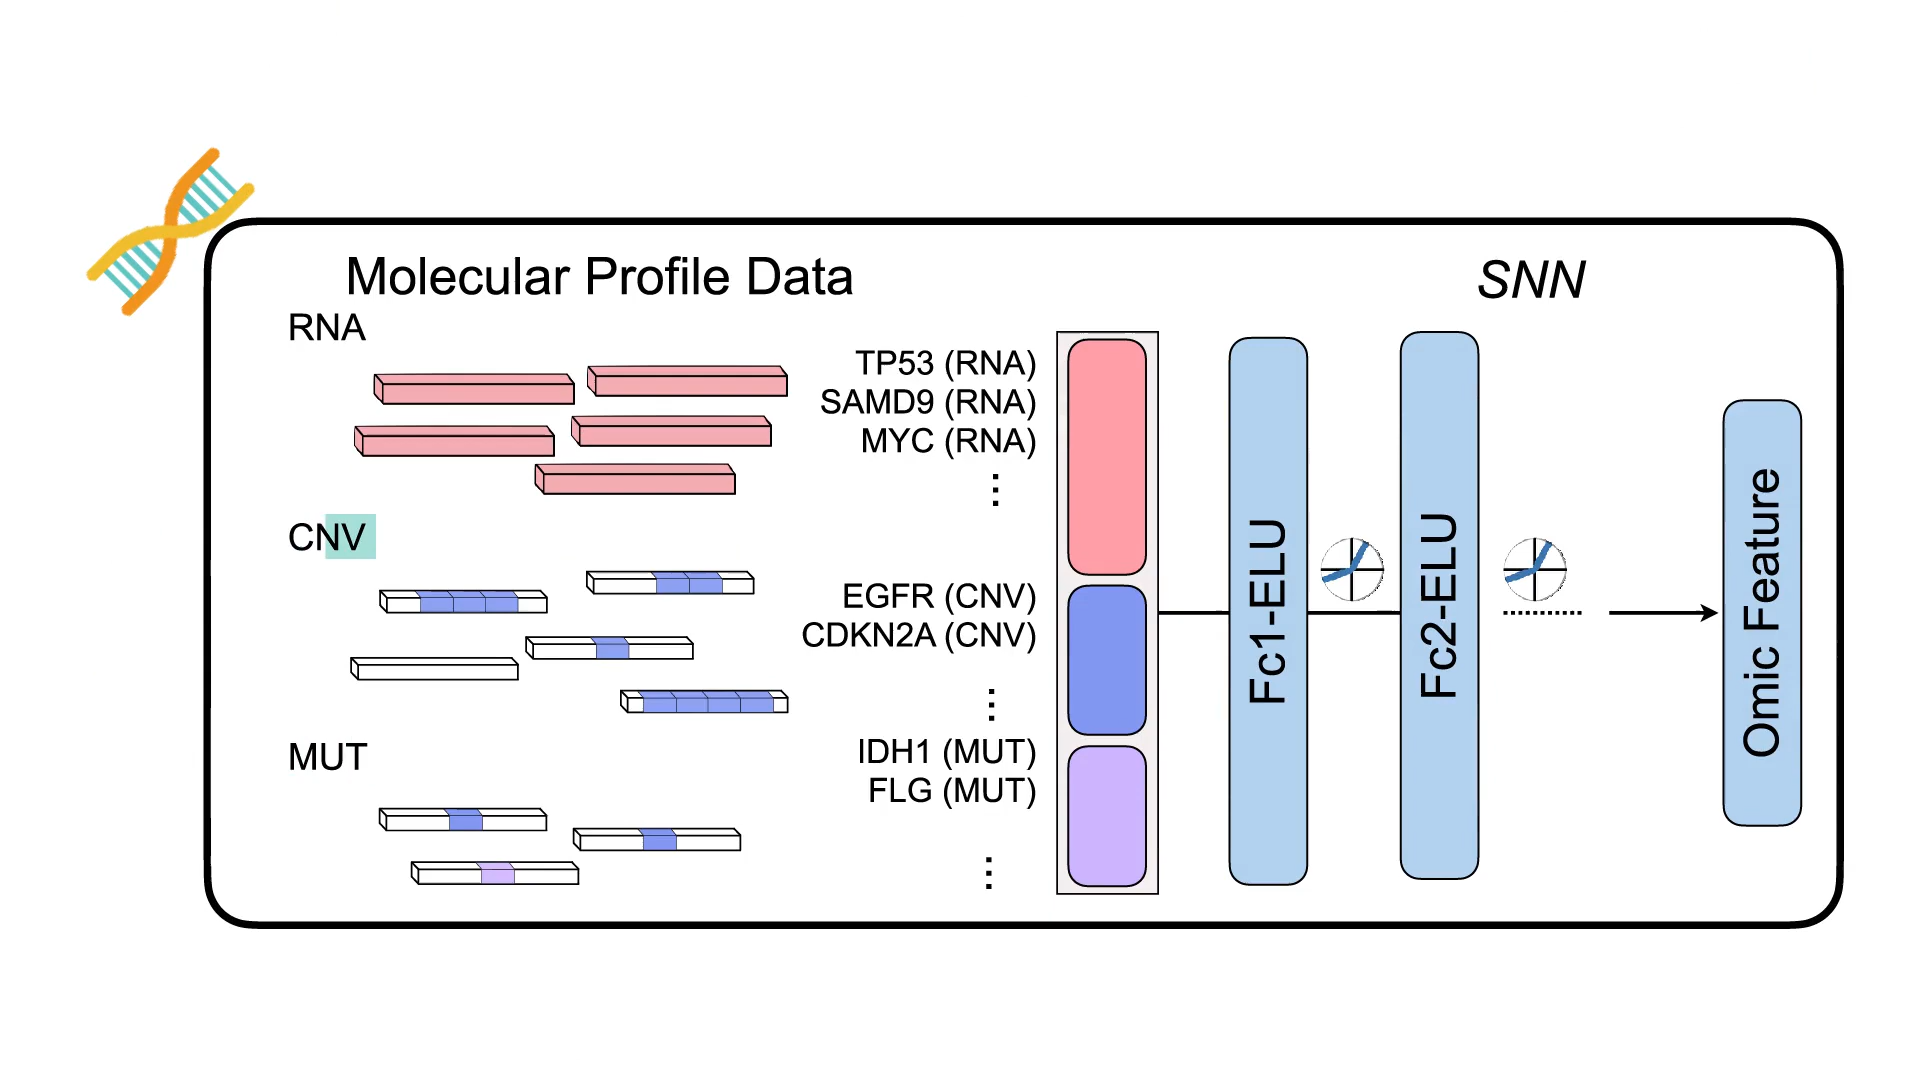 Molecular Profile Data
SNN
RNA
TP53 (RNA)
SAMD9 (RNA)
MYC (RNA)
⋮
CNV
EGFR (CNV)
CDKN2A (CNV)
⋮
MUT
IDH1 (MUT)
FLG (MUT)
⋮
Fc1-ELU
Fc2-ELU
Omic Feature